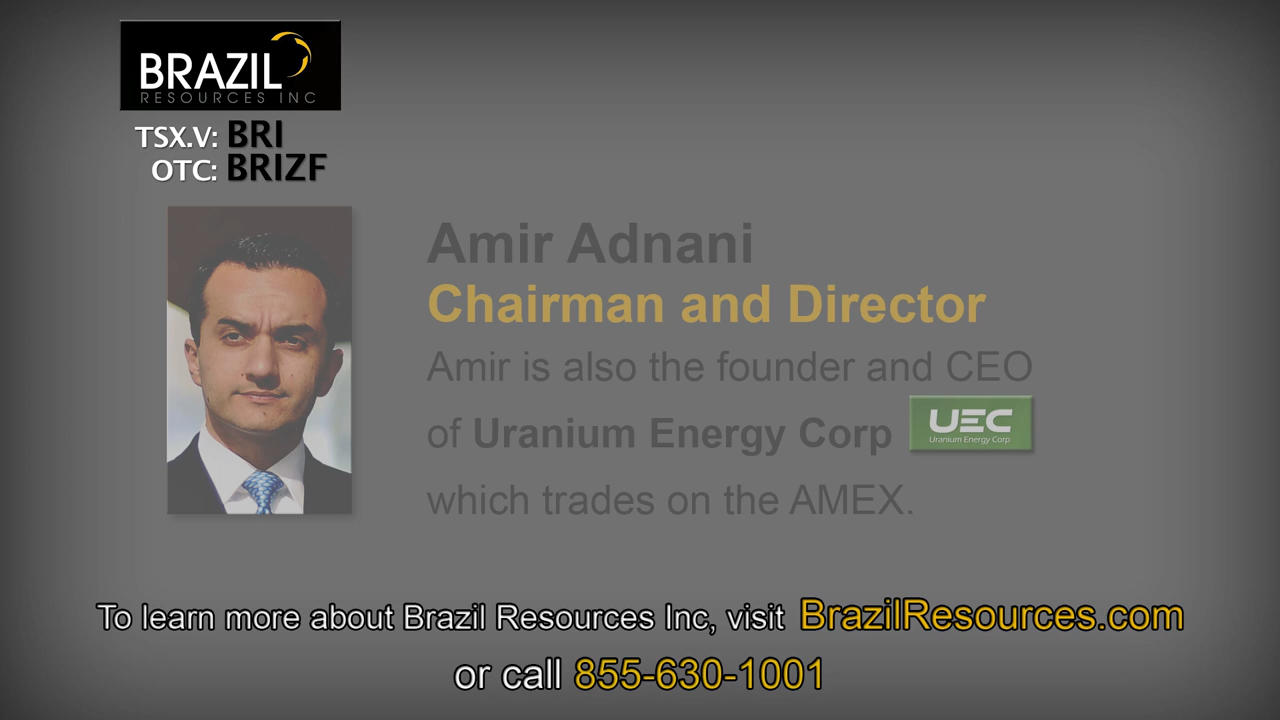 BRAZIL
RESOURCES INC
TSX.V: BRI
OTC: BRIZF
Amir Adnani
Chairman and Director
Amir is also the founder and CEO
of Uranium Energy Corp
UEC
Uranium Energy Corp
which trades on the AMEX.
To learn more about Brazil Resources Inc, visit BrazilResources.com
or call 855-630-1001